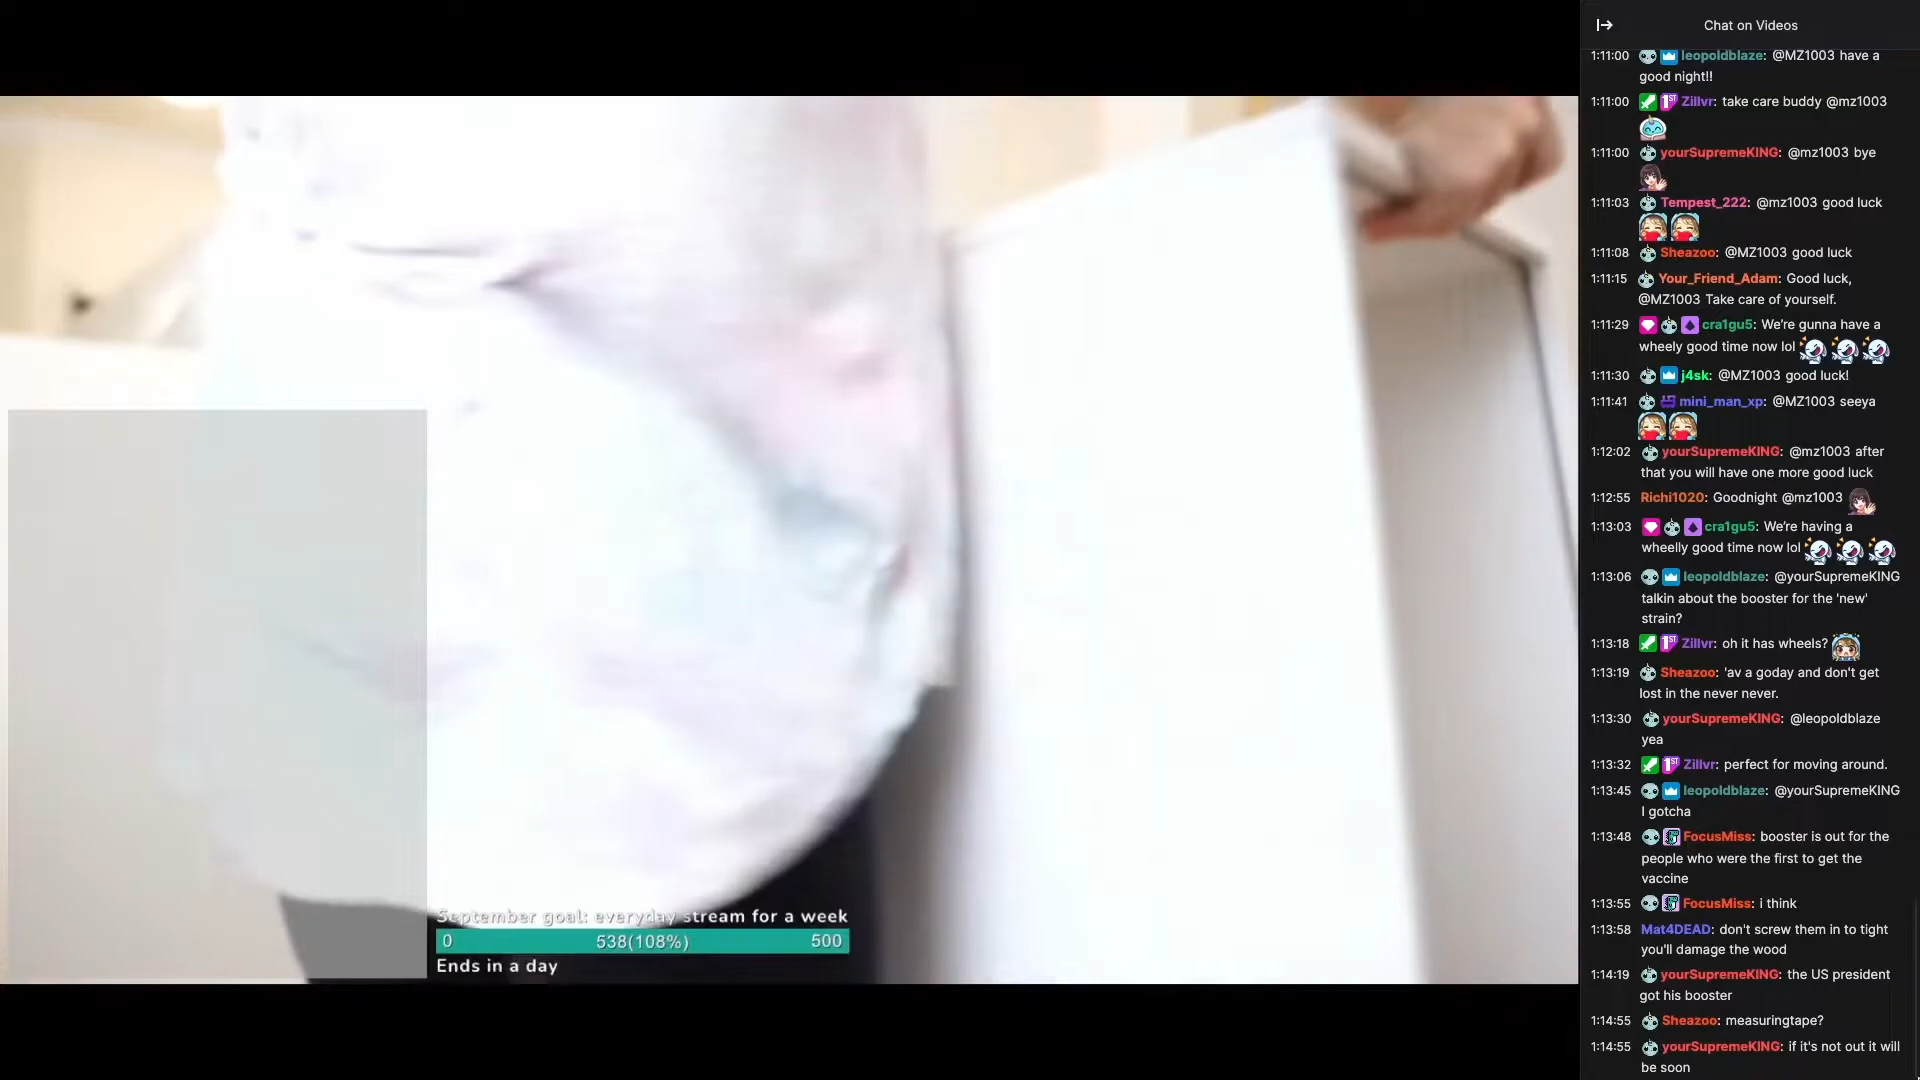 September goal: everyday stream for a week
0 538(108%) 500
Ends in a day
Chat on Videos
1:11:00 leopoldblaze: @MZ1003 have a
good night!!
1:11:00 Zillvr: take care buddy @mz1003
1:11:00 yourSupremeKING: @mz1003 bye
1:11:03 Tempest_222: @mz1003 good luck
1:11:08 Sheazoo: @MZ1003 good luck
1:11:15 Your_Friend_Adam: Good luck,
@MZ1003 Take care of yourself.
1:11:29 cra1gu5: We're gunna have a
wheely good time now lol
1:11:30 j4sk: @MZ1003 good luck!
1:11:41 mini_man_xp: @MZ1003 seeya
1:12:02 yourSupremeKING: @mz1003 after
that you will have one more good luck
1:12:55 Richi1020: Goodnight @mz1003
1:13:03 cra1gu5: We're having a
wheelly good time now lol
1:13:06 leopoldblaze: @yourSupremeKING
talkin about the booster for the 'new'
strain?
1:13:18 Zillvr: oh it has wheels?
1:13:19 Sheazoo: 'av a goday and don't get
lost in the never never.
1:13:30 yourSupremeKING: @leopoldblaze
yea
1:13:32 Zillvr: perfect for moving around.
1:13:45 leopoldblaze: @yourSupremeKING
I gotcha
1:13:48 FocusMiss: booster is out for the
people who were the first to get the
vaccine
1:13:55 FocusMiss: i think
1:13:58 Mat4DEAD: don't screw them in to tight
you'll damage the wood
1:14:19 yourSupremeKING: the US president
got his booster
1:14:55 Sheazoo: measuringtape?
1:14:55 yourSupremeKING: if it's not out it will
be soon